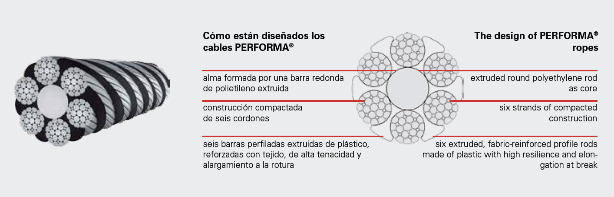 Cómo están diseñados los
cables PERFORMA®
alma formada por una barra redonda
de polietileno extruida
construcción compactada
de seis cordones
seis barras perfiladas extruidas de plástico,
reforzadas con tejido, de alta tenacidad y
alargamiento a la rotura
The design of PERFORMA®
ropes
extruded round polyethylene rod
as core
six strands of compacted
construction
six extruded, fabric-reinforced profile rods
made of plastic with high resilience and elon-
gation at break